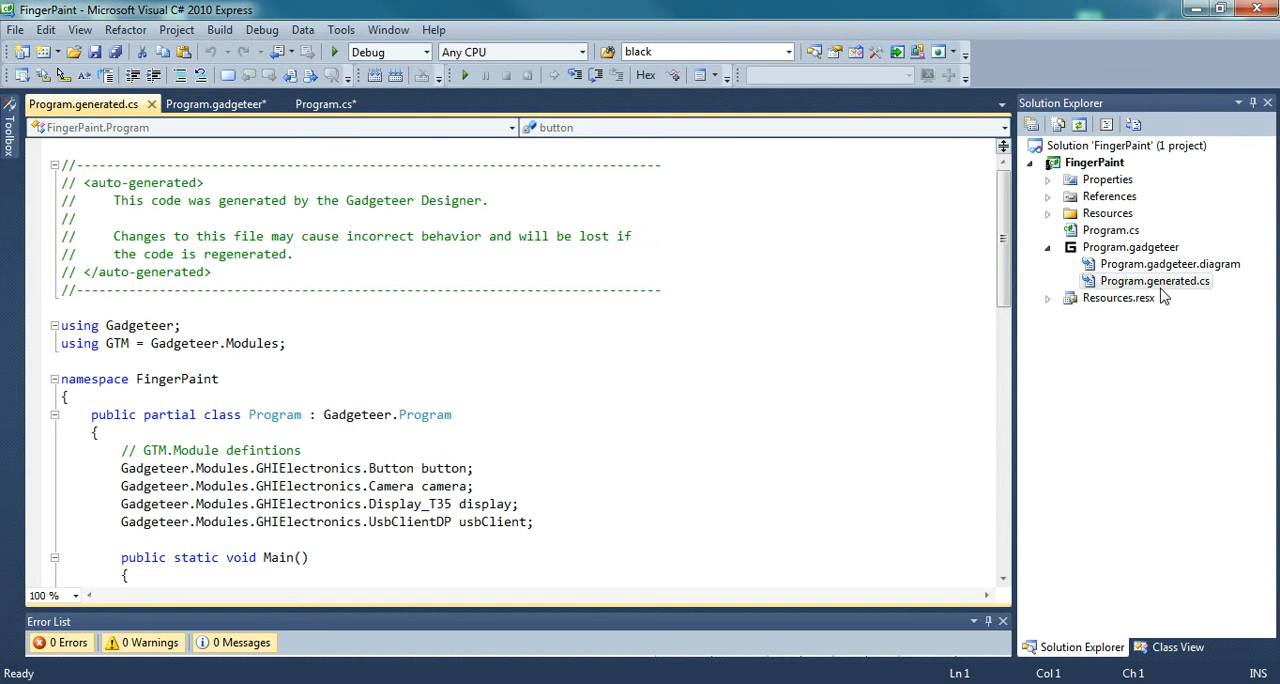 FingerPaint - Microsoft Visual C# 2010 Express
File Edit View Refactor Project Build Debug Data Tools Window Help
Debug Any CPU black
Hex
Program.generated.cs Program.gadgeteer* Program.cs*
FingerPaint.Program button
//------------------------------------------------------------------------------
// <auto-generated>
//     This code was generated by the Gadgeteer Designer.
//
//     Changes to this file may cause incorrect behavior and will be lost if
//     the code is regenerated.
// </auto-generated>
//------------------------------------------------------------------------------
using Gadgeteer;
using GTM = Gadgeteer.Modules;
namespace FingerPaint
{
public partial class Program : Gadgeteer.Program
{
// GTM.Module defintions
Gadgeteer.Modules.GHIElectronics.Button button;
Gadgeteer.Modules.GHIElectronics.Camera camera;
Gadgeteer.Modules.GHIElectronics.Display_T35 display;
Gadgeteer.Modules.GHIElectronics.UsbClientDP usbClient;
public static void Main()
{
100 %
Toolbox
Solution Explorer
Solution 'FingerPaint' (1 project)
FingerPaint
Properties
References
Resources
Program.cs
Program.gadgeteer
Program.gadgeteer.diagram
Program.generated.cs
Resources.resx
Error List
0 Errors 0 Warnings 0 Messages
Solution Explorer Class View
Ready Ln 1 Col 1 Ch 1 INS